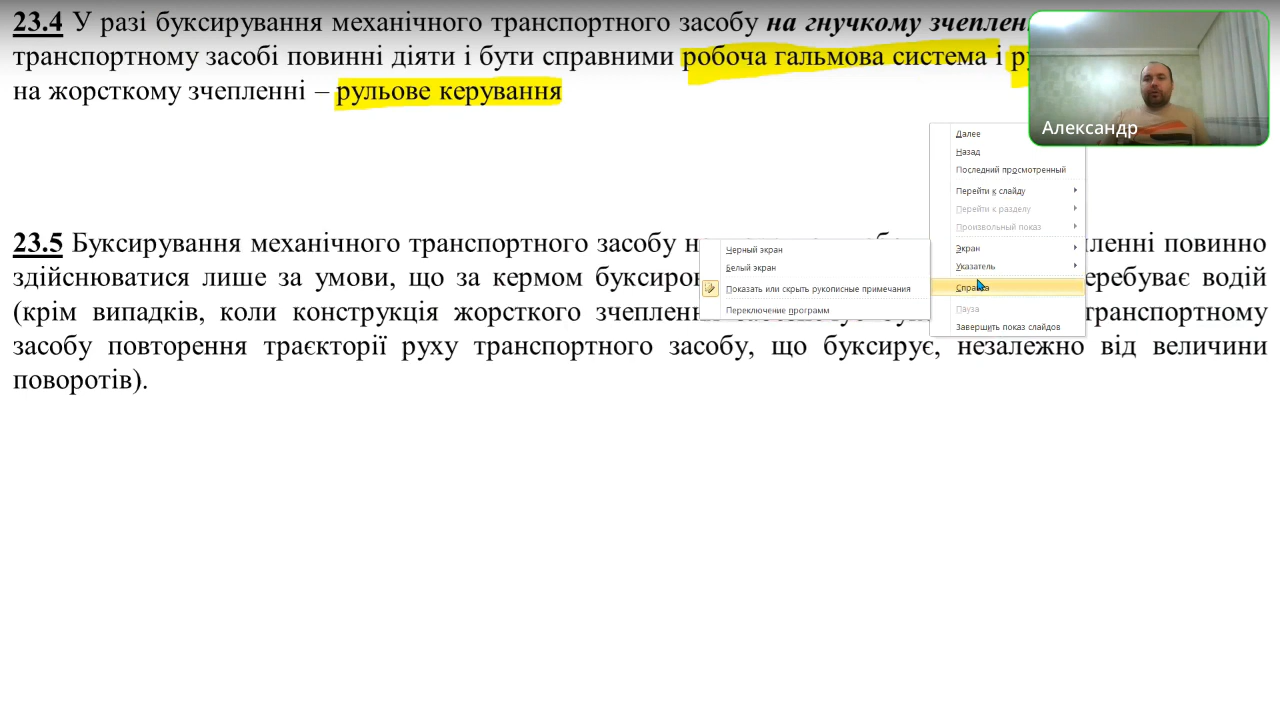 23.4 У разі буксирування механічного транспортного засобу на гнучкому зчеплен
транспортному засобі повинні діяти і бути справними робоча гальмова система і
на жорсткому зчепленні – рульове керування
Александр
Далее
Назад
Последний просмотренный
Перейти к слайду
Перейти к разделу
Произвольный показ
Экран
Указатель
Справка
Пауза
Завершить показ слайдов
Черный экран
Белый экран
Показать или скрыть рукописные примечания
Переключение программ
23.5 Буксирування механічного транспортного засобу повинно
здійснюватися лише за умови, що за кермом водій
(крім випадків, коли конструкція жорсткого транспортному
засобу повторення траєкторії руху транспортного засобу, що буксирує, незалежно від величини
поворотів).